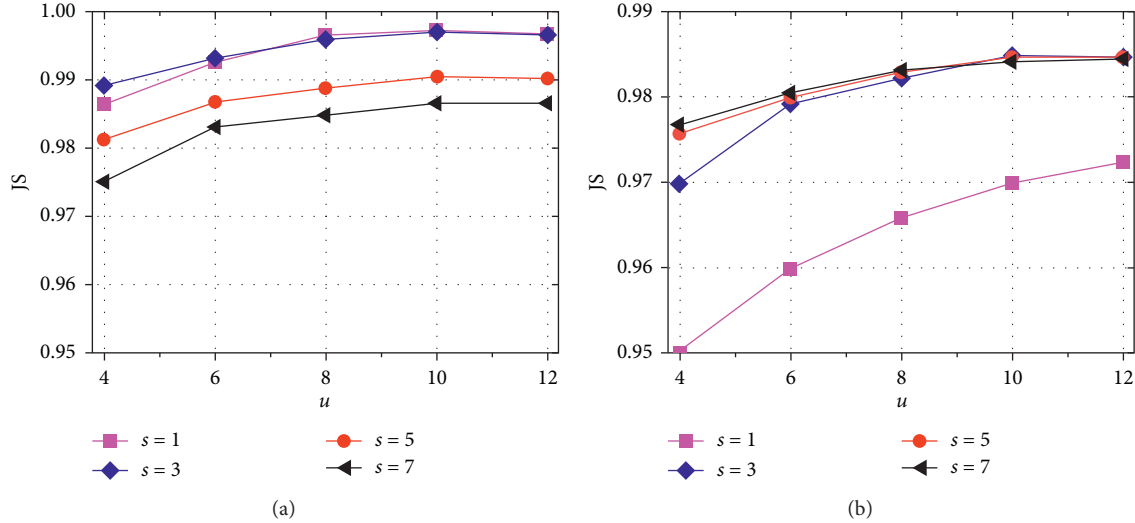 1.00
0.99
0.98
0.97
0.96
0.95
JS
4
6
8
10
12
u
s = 1
s = 3
s = 5
s = 7
(a)
0.99
0.98
0.97
0.96
0.95
JS
4
6
8
10
12
u
s = 1
s = 3
s = 5
s = 7
(b)